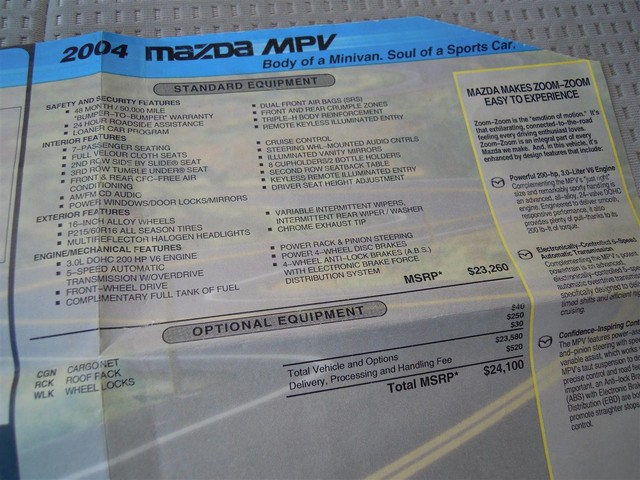 2004 mazda MPV
Body of a Minivan. Soul of a Sports Car.
STANDARD EQUIPMENT
SAFETY AND SECURITY FEATURES
48 MONTH / 50,000 MILE
"BUMPER-TO-BUMPER" WARRANTY
24 HOUR ROADSIDE ASSISTANCE
LOANER CAR PROGRAM
INTERIOR FEATURES
7-PASSENGER SEATING
FULL VELOUR CLOTH SEATS
2ND ROW SIDE BY SLIDE® SEAT
3RD ROW TUMBLE UNDER® SEAT
FRONT & REAR CFC-FREE AIR
CONDITIONING
AM/FM CD AUDIO
POWER WINDOWS/DOOR LOCKS/MIRRORS
EXTERIOR FEATURES
16-INCH ALLOY WHEELS
P215/60R16 ALL SEASON TIRES
MULTIREFLECTOR HALOGEN HEADLIGHTS
ENGINE/MECHANICAL FEATURES
3.0L DOHC 200 HP V6 ENGINE
5-SPEED AUTOMATIC
TRANSMISSION W/OVERDRIVE
FRONT-WHEEL DRIVE
COMPLIMENTARY FULL TANK OF FUEL
DUAL FRONT AIR BAGS (SRS)
FRONT AND REAR CRUMPLE ZONES
TRIPLE-H BODY REINFORCEMENT
REMOTE KEYLESS ILLUMINATED ENTRY
CRUISE CONTROL
STEERING WHL-MOUNTED AUDIO CNTRLS
ILLUMINATED VANITY MIRRORS
8 CUPHOLDERS/2 BOTTLE HOLDERS
SECOND ROW SEATBACK TABLE
KEYLESS REMOTE ILLUMINATED ENTRY
DRIVER SEAT HEIGHT ADJUSTMENT
VARIABLE INTERMITTENT WIPERS,
INTERMITTENT REAR WIPER / WASHER
CHROME EXHAUST TIP
POWER RACK & PINION STEERING
POWER 4-WHEEL DISC BRAKES
4-WHEEL ANTI-LOCK BRAKES (A.B.S.)
WITH ELECTRONIC BRAKE FORCE
DISTRIBUTION SYSTEM
MSRP* $23,260
OPTIONAL EQUIPMENT
CGN CARGO NET $40
RCK ROOF RACK $250
WLK WHEEL LOCKS $30
Total Vehicle and Options $23,580
Delivery, Processing and Handling Fee $520
Total MSRP* $24,100
MAZDA MAKES ZOOM-ZOOM
EASY TO EXPERIENCE
Zoom-Zoom is the "emotion of motion." It's
that exhilarating, connected-to-the-road
feeling every driving enthusiast loves.
Zoom-Zoom is an integral part of every
Mazda we make. And, in this vehicle, it's
enhanced by design features that include:
Powerful 200-hp, 3.0-Liter V6 Engine
Complementing the MPV's "just right"
size and remarkably sporty handling is
an advanced, all-alloy, 24-valve DOHC
engine. Engineered to deliver smooth,
responsive performance, it also
provides plenty of pull-thanks to its
200 lb-ft of torque.
Electronically-Controlled 5-Speed
Automatic Transmission
Complementing the MPV's
powertrain is an advanced,
electronically-controlled 5-speed
automatic overdrive transmission
specifically designed to deliver
timed shifts and efficient highway
cruising.
Confidence-Inspiring
The MPV features power-
and-pinion steering with speed
variable assist, which works
MPV's taut suspension to
precise control and road
important, an Anti-lock
(ABS) with Electronic
Distribution (EBD) are
promote straighter
control.